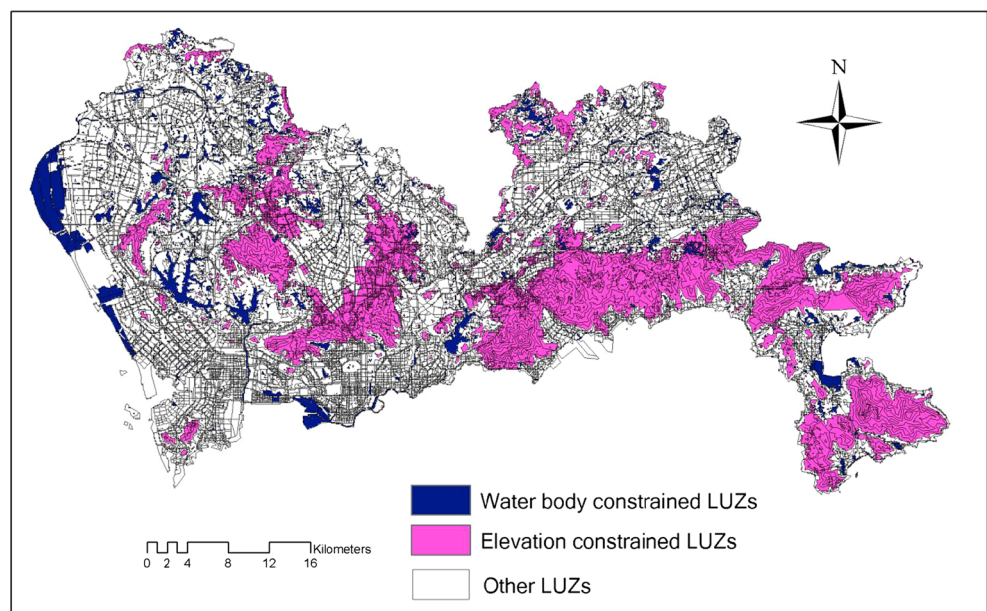 N
Water body constrained LUZs
Elevation constrained LUZs
Other LUZs
Kilometers
0 2 4 8 12 16